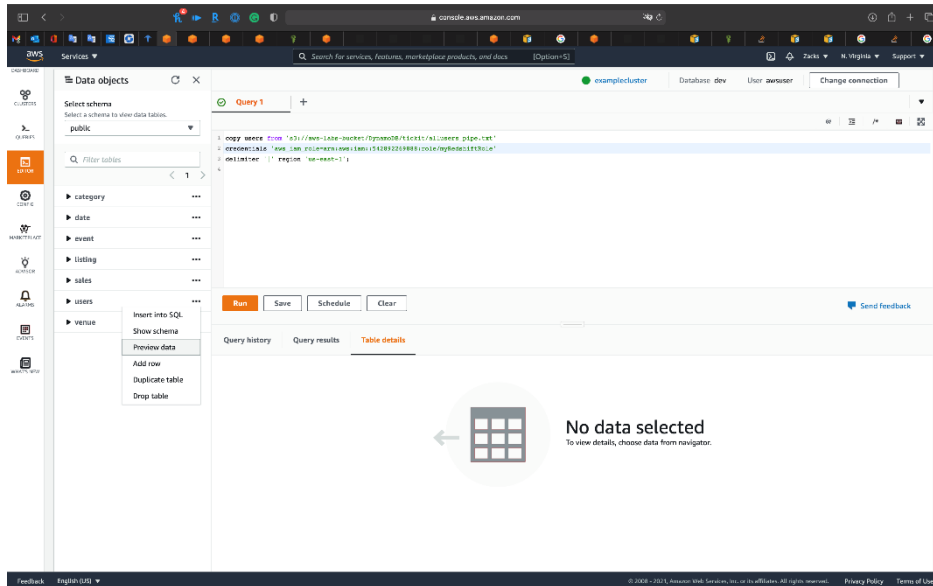 console.aws.amazon.com
aws
Services
Search for services, features, marketplace products, and docs [Option+S]
Zacks
N. Virginia
Support
DASHBOARD
CLUSTERS
QUERIES
EDITOR
CONFIG
MARKETPLACE
ADVISOR
ALARMS
EVENTS
WHAT'S NEW
Data objects
Select schema
Select a schema to view data tables.
public
Filter tables
1
category
date
event
listing
sales
users
venue
Insert into SQL
Show schema
Preview data
Add row
Duplicate table
Drop table
examplecluster
Database dev
User awsuser
Change connection
Query 1
1 copy users from 's3://aws-lake-bucket/DynamoDB/tickit/allusers_pipe.txt'
2 credentials 'aws_iam_role=arn:aws:iam::542892269888:role/myRedshiftRole'
3 delimiter '|' region 'us-east-1';
4
Run
Save
Schedule
Clear
Send feedback
Query history
Query results
Table details
No data selected
To view details, choose data from navigator.
Feedback
English (US)
© 2008 - 2021, Amazon Web Services, Inc. or its affiliates. All rights reserved.
Privacy Policy
Terms of Use